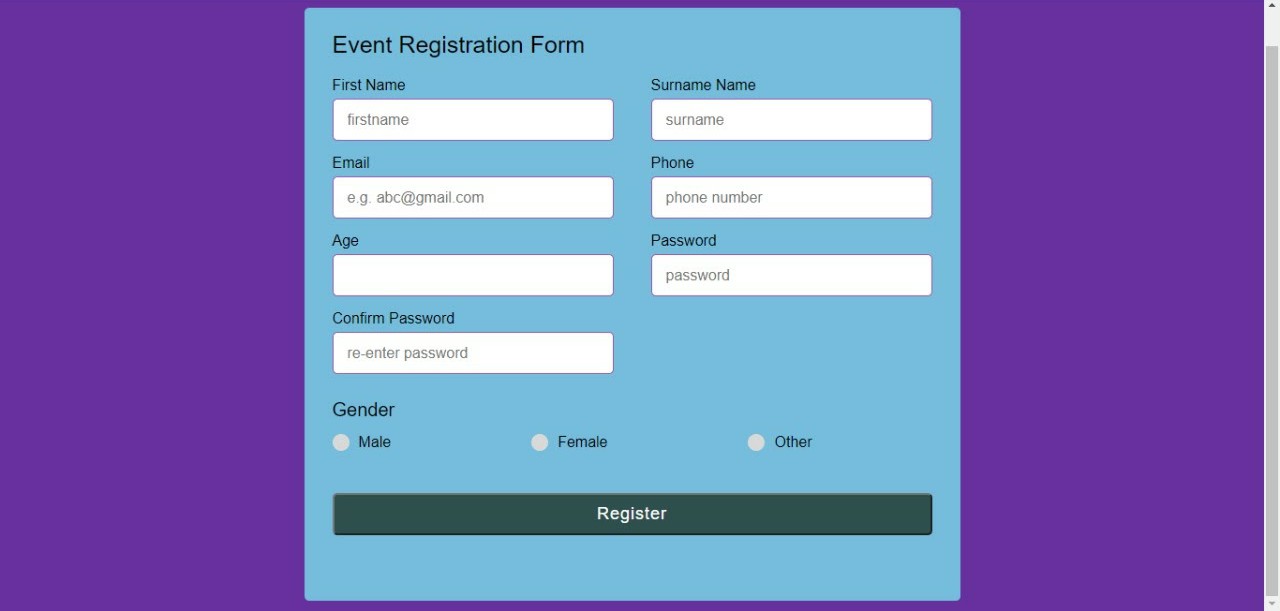 Event Registration Form
First Name Surname Name
firstname surname
Email Phone
e.g. abc@gmail.com phone number
Age Password
password
Confirm Password
re-enter password
Gender
Male Female Other
Register